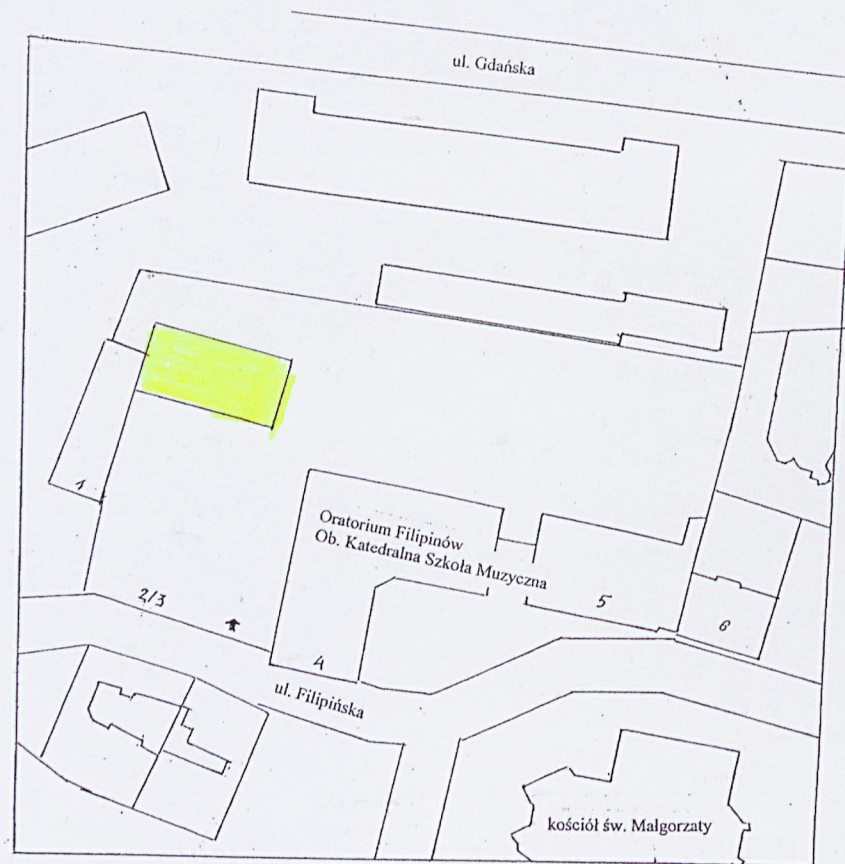 ul. Gdańska
Oratorium Filipinów
Ob. Katedralna Szkoła Muzyczna
1
2/3
5
6
4
ul. Filipińska
kościół św. Małgorzaty